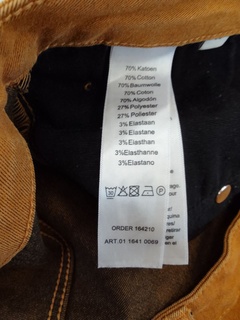 70% Katoen
70% Cotton
70% Baumwolle
70% Coton
70% Algodón
27% Polyester
27% Poliester
3% Elastaan
3% Elastane
3% Elasthan
3% Elasthanne
3% Elastano
30
P
ORDER 164210
ART.01 1641 0069